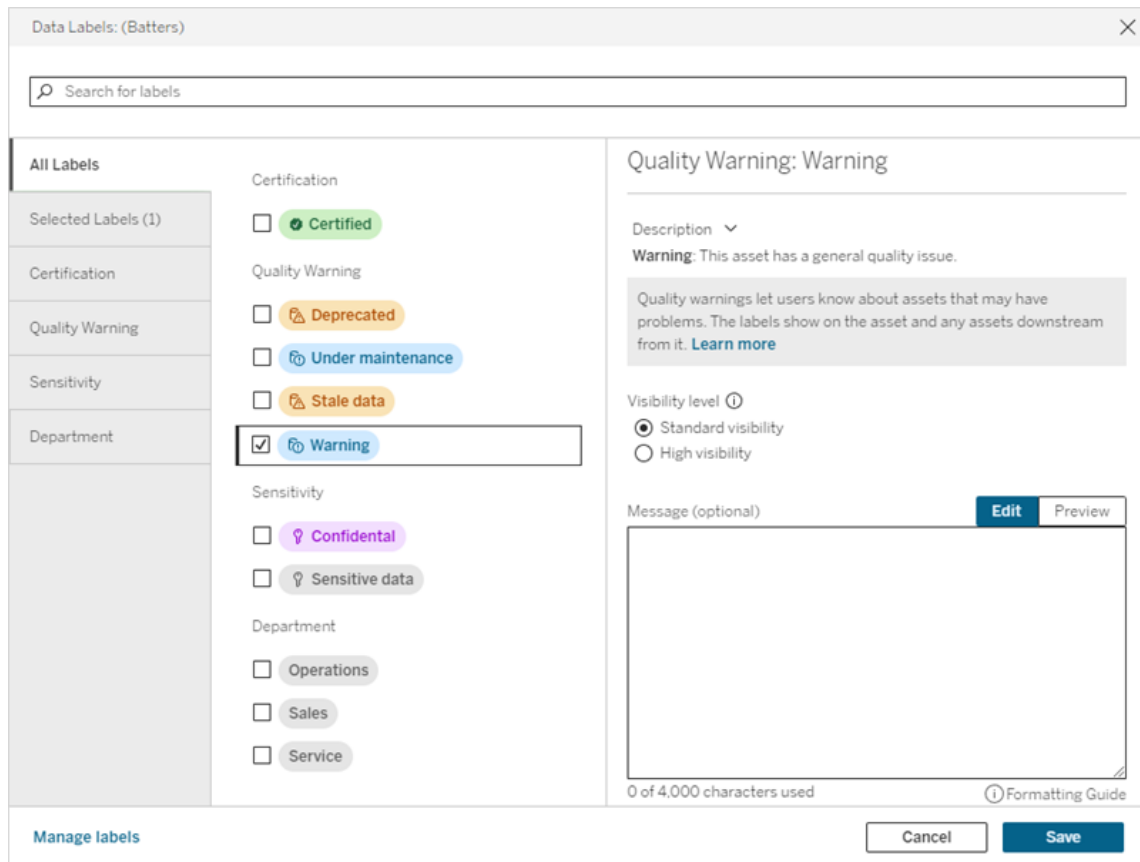 Data Labels: (Batters)
Search for labels
All Labels
Selected Labels (1)
Certification
Quality Warning
Sensitivity
Department
Certification
Certified
Quality Warning
Deprecated
Under maintenance
Stale data
Warning
Sensitivity
Confidental
Sensitive data
Department
Operations
Sales
Service
Quality Warning: Warning
Description
Warning: This asset has a general quality issue.
Quality warnings let users know about assets that may have
problems. The labels show on the asset and any assets downstream
from it. Learn more
Visibility level
Standard visibility
High visibility
Message (optional)
Edit
Preview
0 of 4,000 characters used
Formatting Guide
Manage labels
Cancel
Save